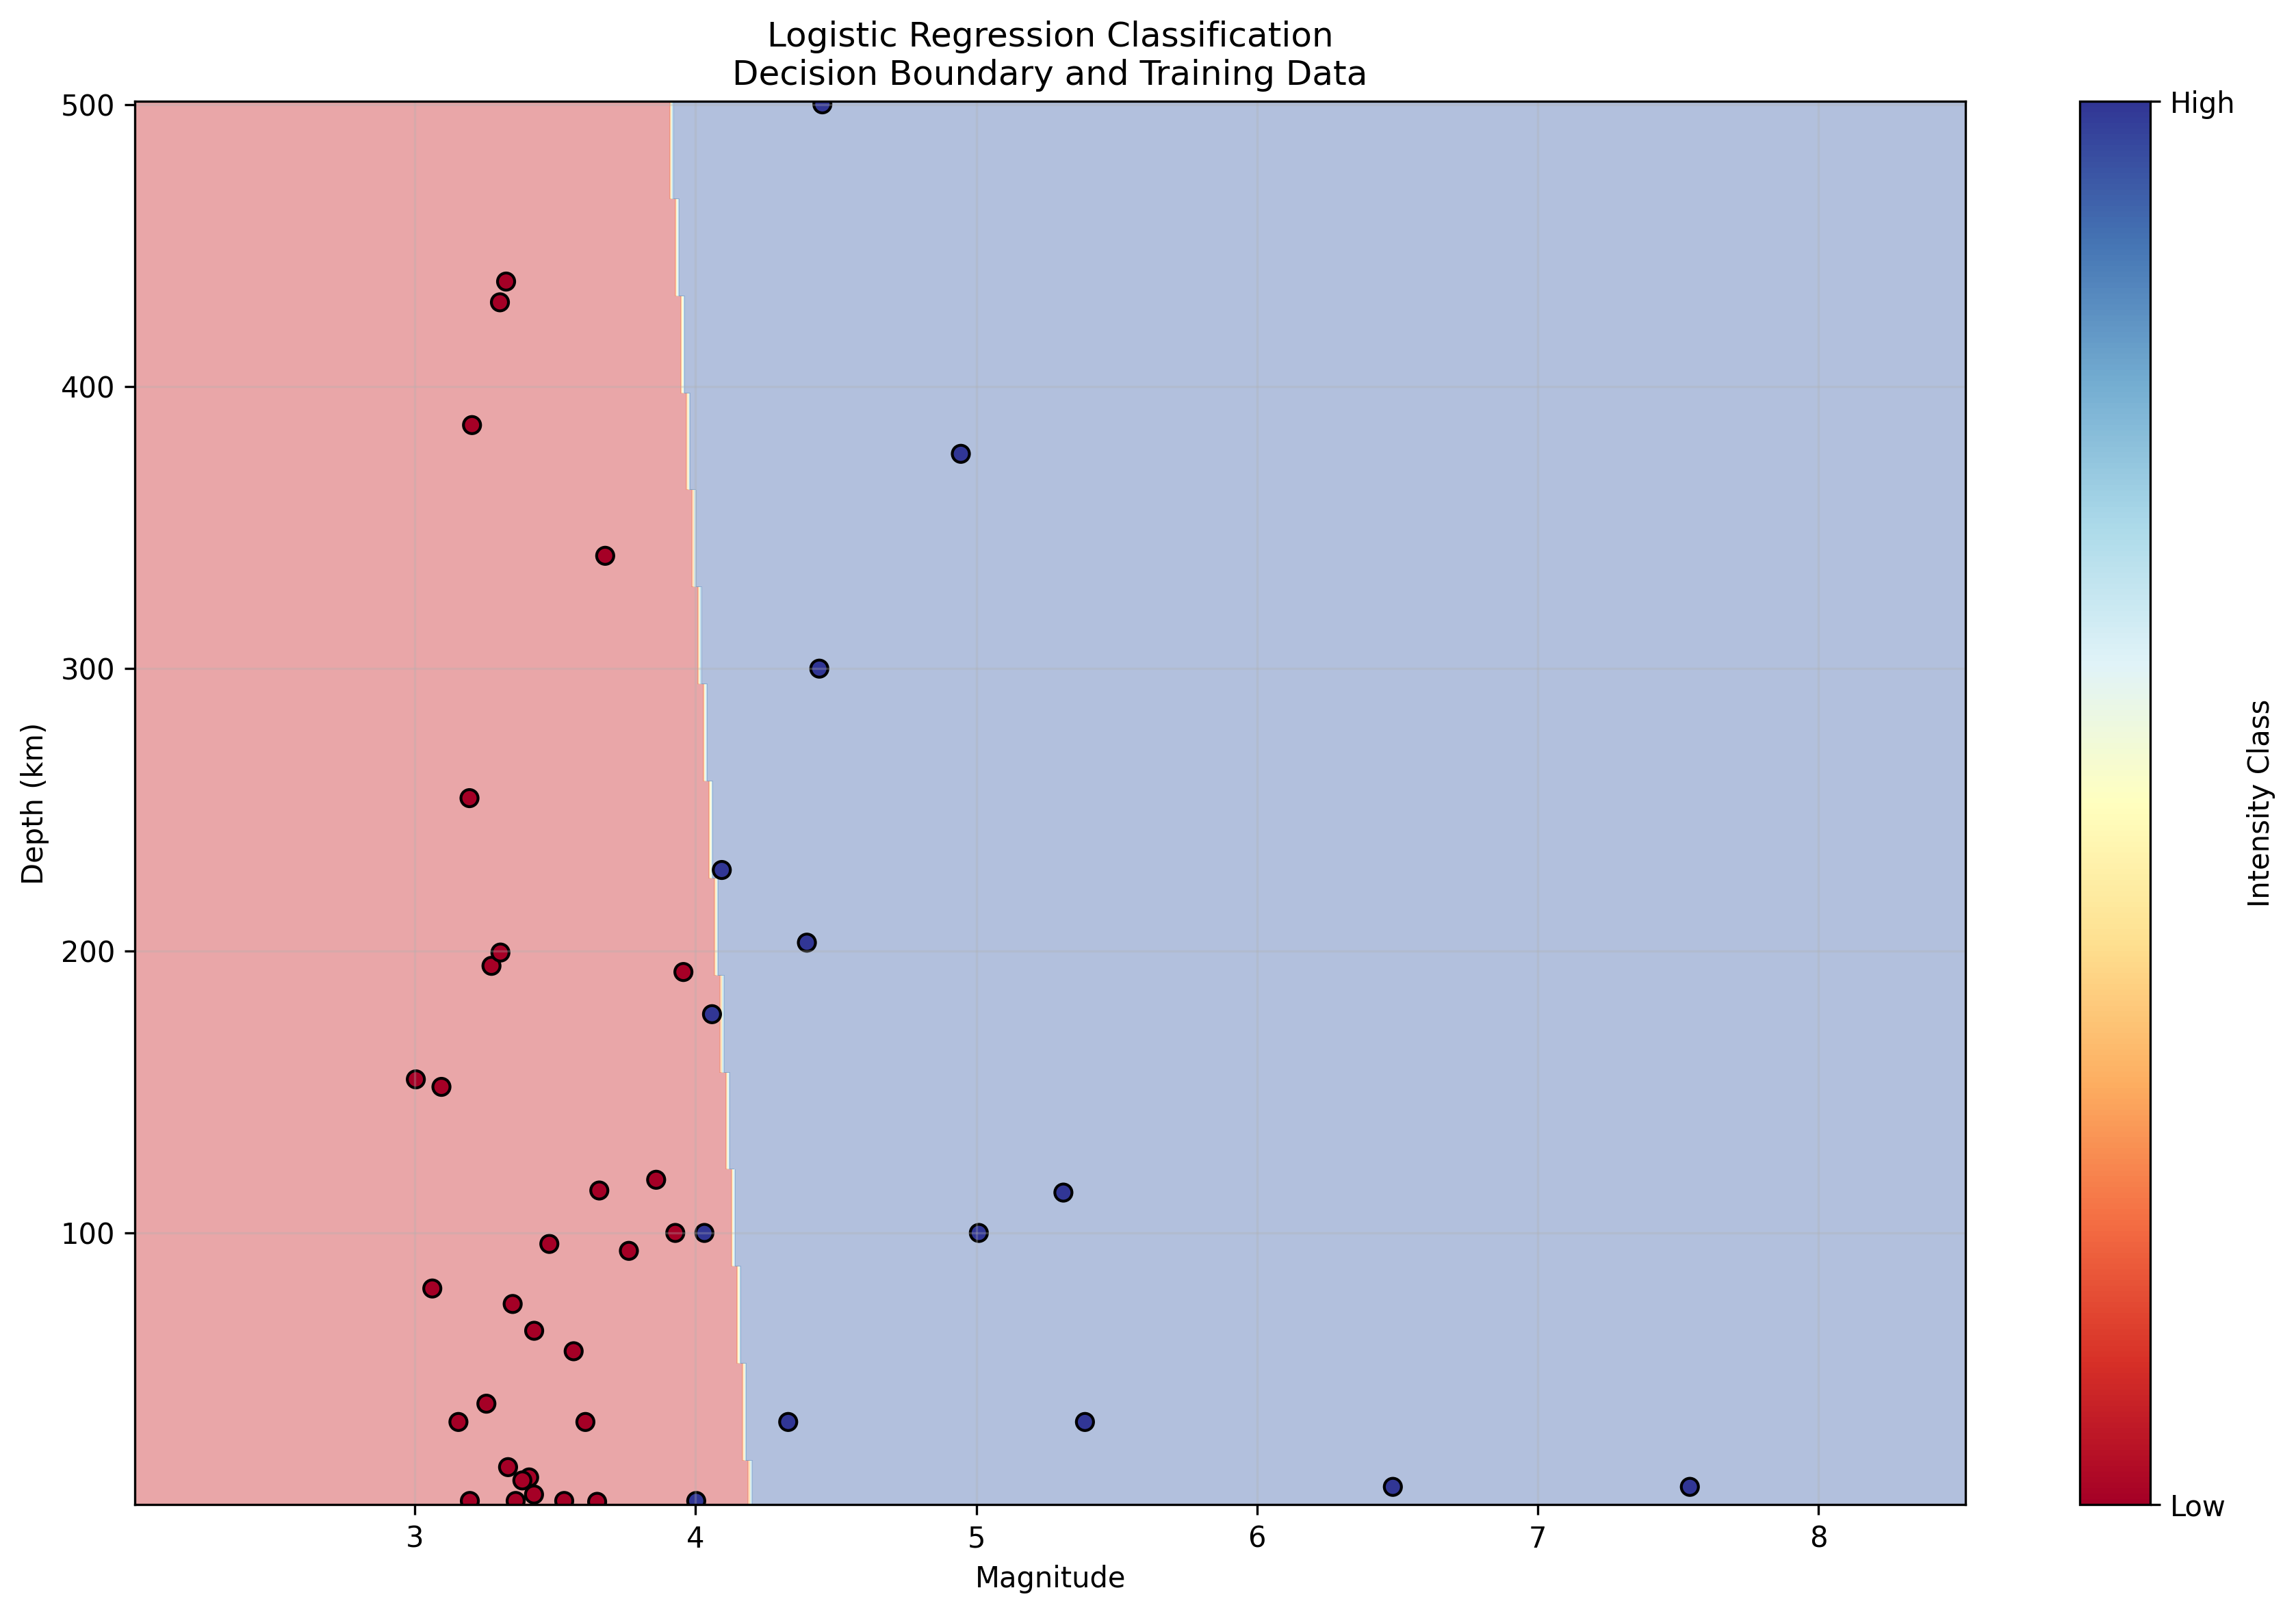 Logistic Regression Classification
Decision Boundary and Training Data
500
400
300
200
100
Depth (km)
3
4
5
6
7
8
Magnitude
High
Low
Intensity Class